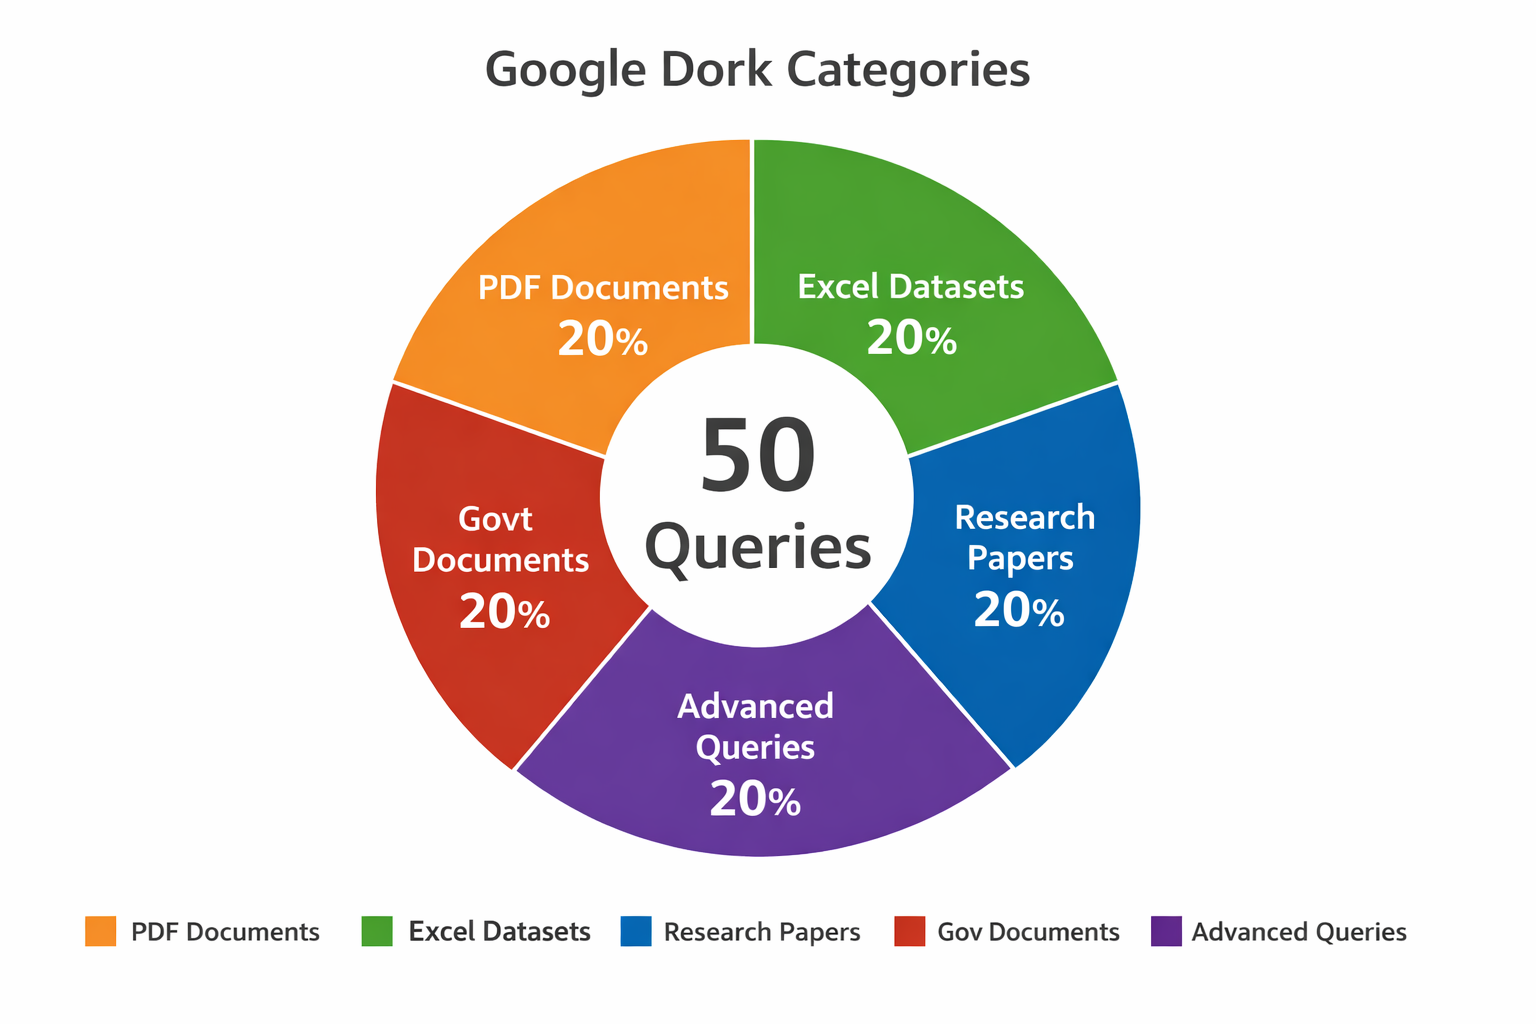 Google Dork Categories
PDF Documents
20%
Excel Datasets
20%
50
Queries
Govt
Documents
20%
Research
Papers
20%
Advanced
Queries
20%
PDF Documents
Excel Datasets
Research Papers
Gov Documents
Advanced Queries